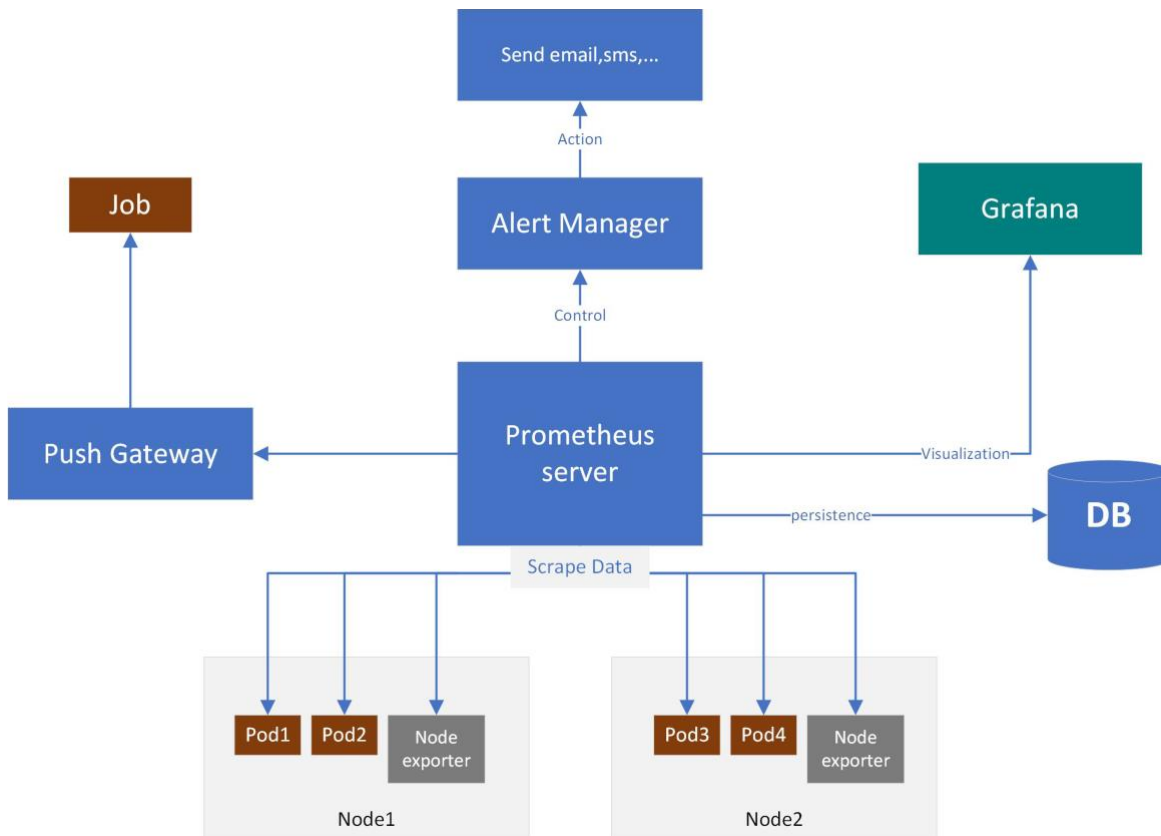 Send email,sms,...
Action
Job
Alert Manager
Grafana
Control
Push Gateway
Prometheus
server
Visualization
persistence
DB
Scrape Data
Pod1
Pod2
Node
exporter
Node1
Pod3
Pod4
Node
exporter
Node2